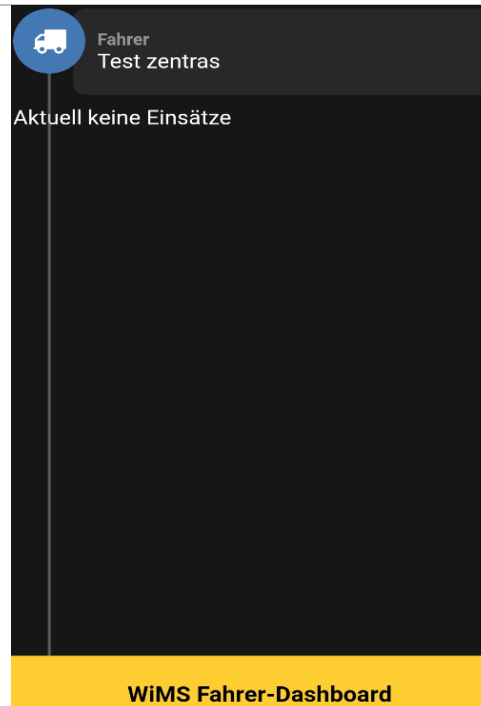 Fahrer
Test zentras
Aktuell keine Einsätze
WiMS Fahrer-Dashboard